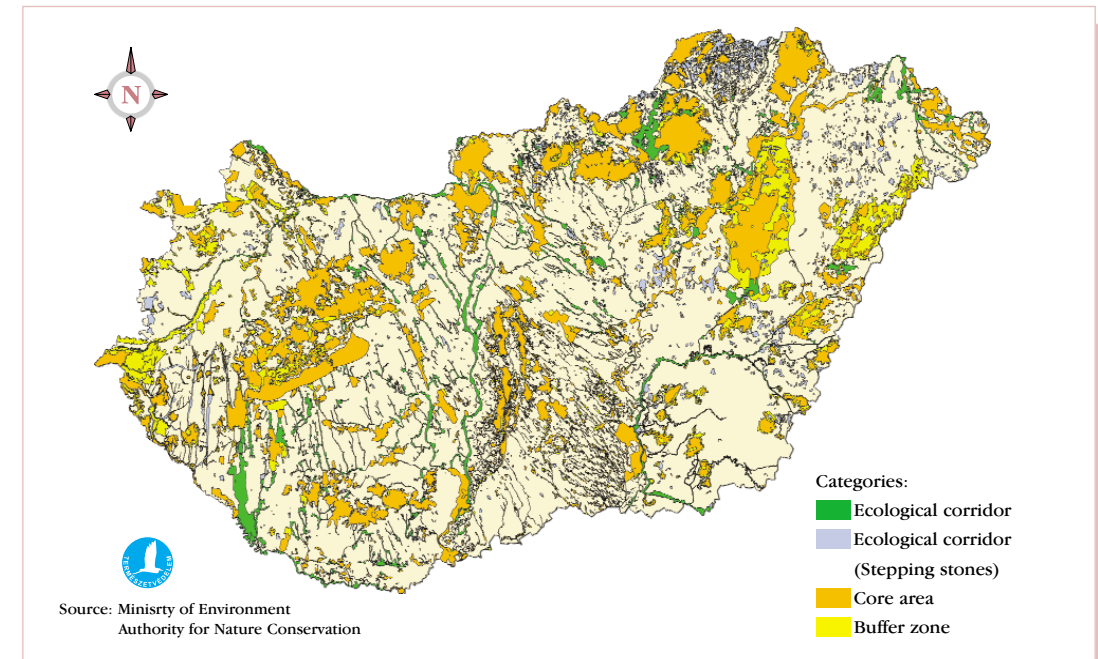 N
Categories:
Ecological corridor
Ecological corridor
(Stepping stones)
Core area
Buffer zone
TERMÉSZETVÉDELEM
Source: Minisrty of Environment
Authority for Nature Conservation